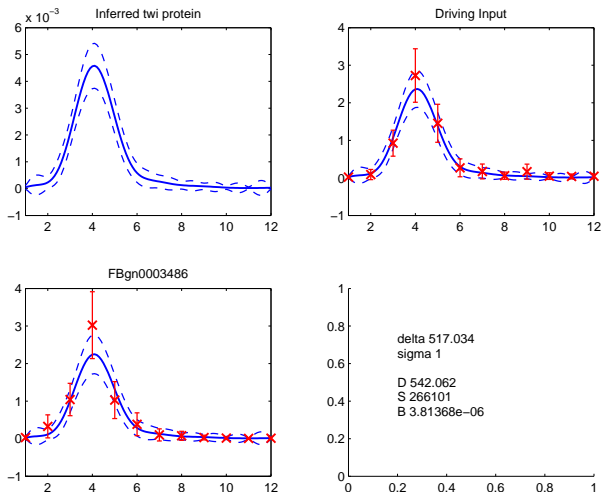 Inferred twi protein
x 10⁻³
6
5
4
3
2
1
0
−1
2 4 6 8 10 12
Driving Input
4
3
2
1
0
−1
2 4 6 8 10 12
FBgn0003486
4
3
2
1
0
−1
2 4 6 8 10 12
1
0.8
0.6
0.4
0.2
0
0 0.2 0.4 0.6 0.8 1
delta 517.034
sigma 1
D 542.062
S 266101
B 3.81368e−06